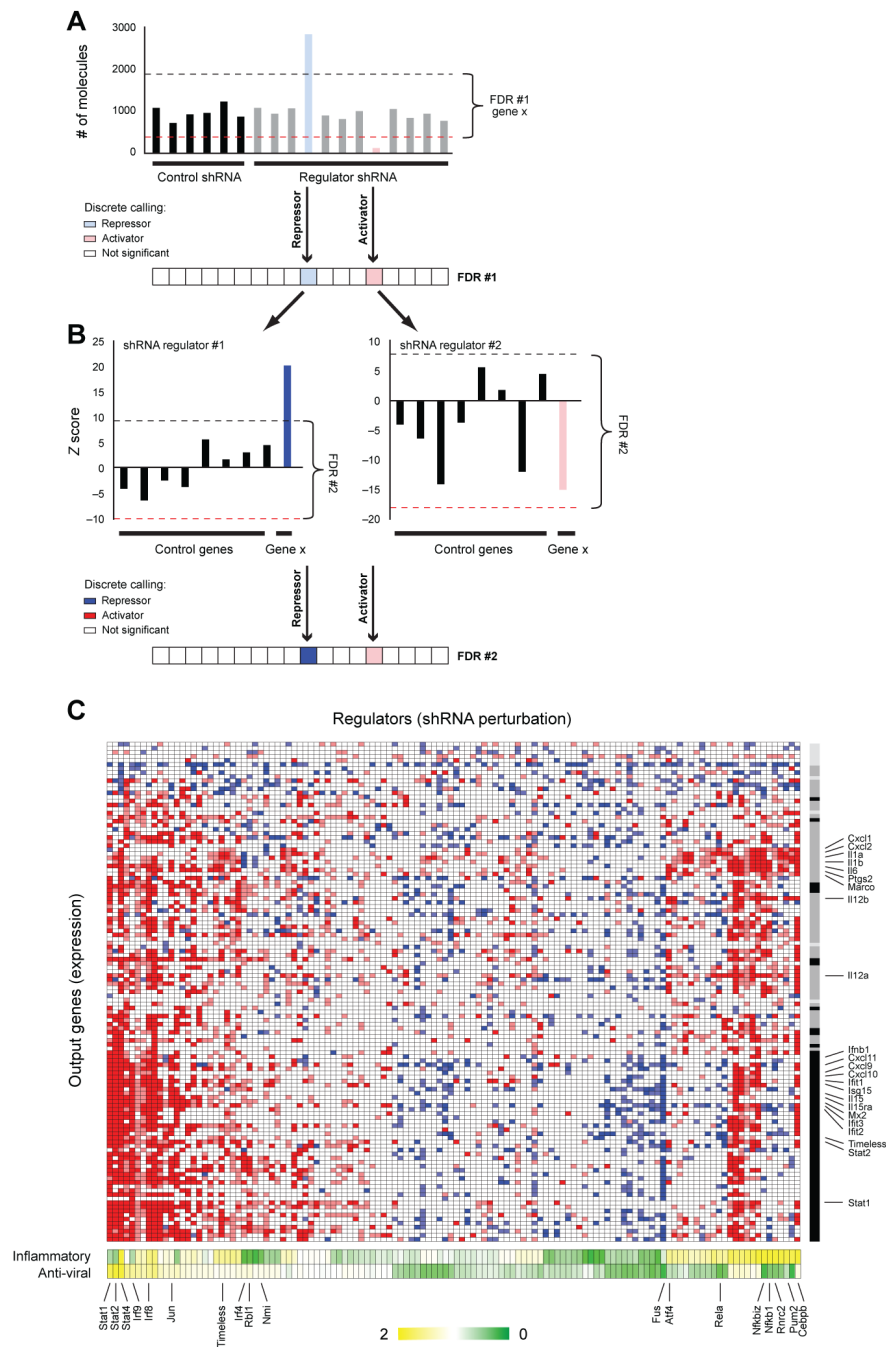 A
3000
2000
1000
0
# of molecules
FDR #1
gene x
Control shRNA
Regulator shRNA
Discrete calling:
Repressor
Activator
Not significant
Repressor
Activator
FDR #1
B
25
20
15
10
5
0
–5
–10
Z score
shRNA regulator #1
FDR #2
Control genes
Gene x
10
5
0
–5
–10
–15
–20
shRNA regulator #2
FDR #2
Control genes
Gene x
Discrete calling:
Repressor
Activator
Not significant
Repressor
Activator
FDR #2
C
Regulators (shRNA perturbation)
Output genes (expression)
Cxcl1
Cxcl2
Il1a
Il1b
Il6
Ptgs2
Marco
Il12b
Il12a
Ifnb1
Cxcl11
Cxcl9
Cxcl10
Ifit1
Isg15
Il15
Il15ra
Mx2
Ifit3
Ifit2
Timeless
Stat2
Stat1
Inflammatory
Anti-viral
Stat1
Stat2
Stat4
Irf9
Irf8
Jun
Timeless
Irf4
Rbl1
Nmi
Fus
Atf4
Rela
Nfkbiz
Nfkb1
Rnrc2
Pum2
Cebpb
2
0